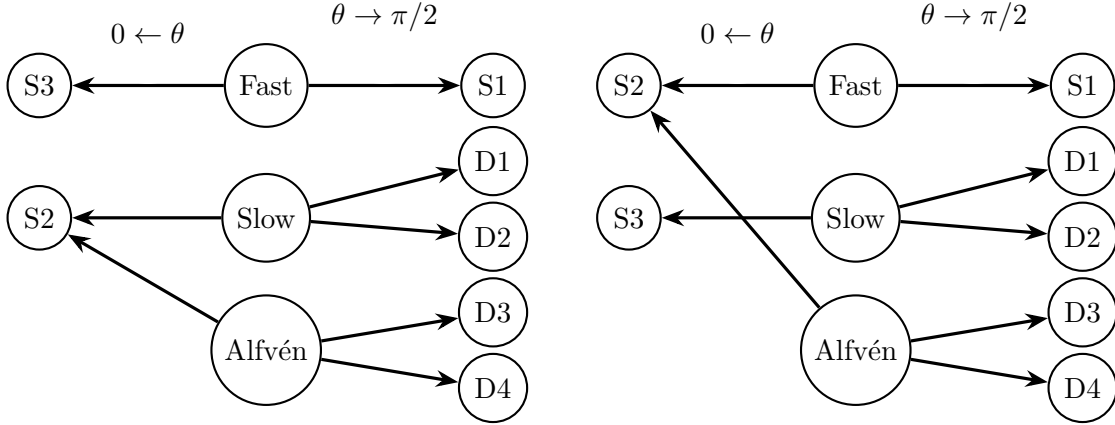 0 ← θ
θ → π/2
S3
Fast
S1
D1
S2
Slow
D2
D3
Alfvén
D4
0 ← θ
θ → π/2
S2
Fast
S1
D1
S3
Slow
D2
D3
Alfvén
D4